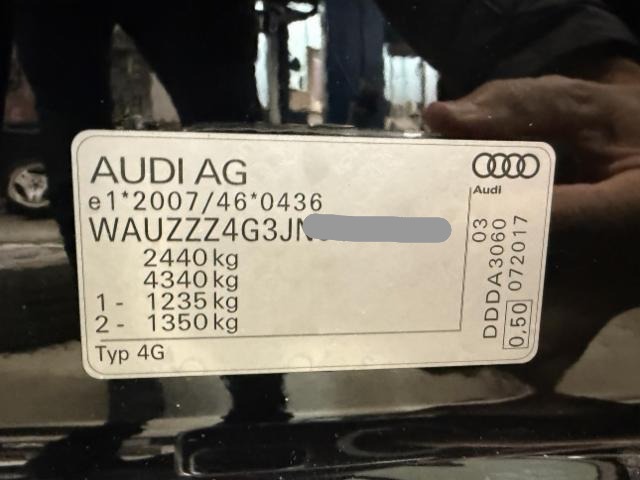 AUDI AG
e1*2007/46*0436
WAUZZZ4G3JN
2440 kg
4340 kg
1 - 1235 kg
2 - 1350 kg
Typ 4G
Audi
03
DDDA3060
0,50 072017